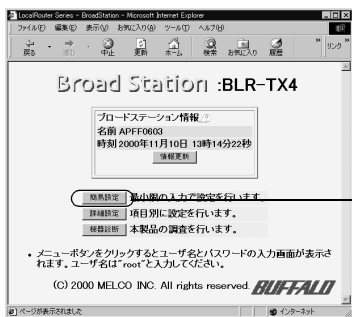 LocalRouter Series - BroadStation - Microsoft Internet Explorer
ファイル(F) 編集(E) 表示(V) お気に入り(A) ツール(T) ヘルプ(H)
戻る 進む 中止 更新 ホーム 検索 お気に入り 履歴 » リンク »
Broad Station :BLR-TX4
ブロードステーション情報
名前 APFF0603
時刻 2000年11月10日 13時14分22秒
情報更新
簡易設定 最小限の入力で設定を行います。
詳細設定 項目別に設定を行います。
機器診断 本製品の調査を行います。
• メニューボタンをクリックするとユーザ名とパスワードの入力画面が表示さ
れます。ユーザ名は"root"と入力してください。
(C) 2000 MELCO INC. All rights reserved. BUFFALO
ページが表示されました インターネット